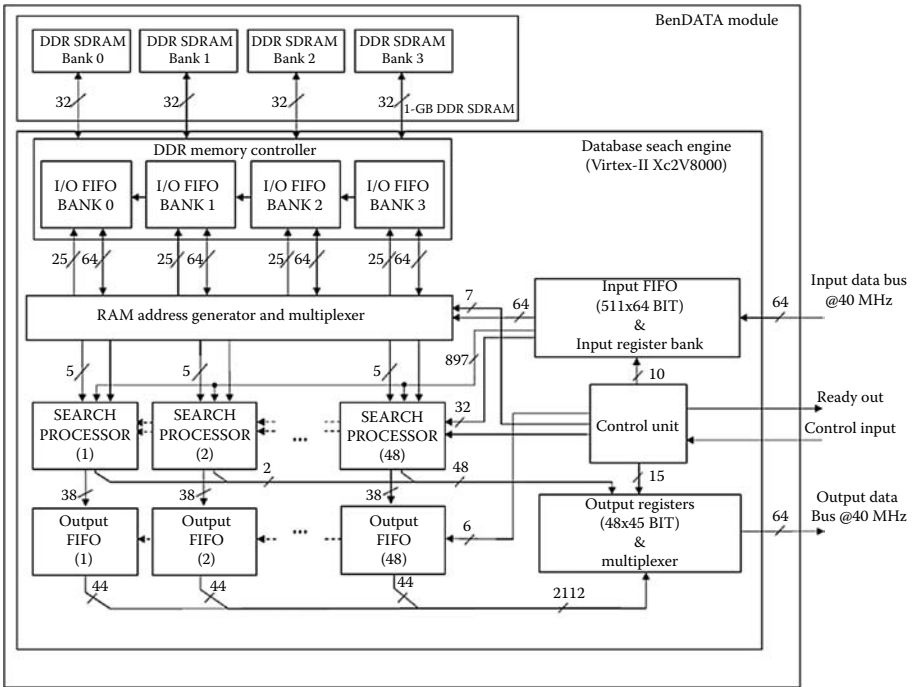 BenDATA module
DDR SDRAM
Bank 0
DDR SDRAM
Bank 1
DDR SDRAM
Bank 2
DDR SDRAM
Bank 3
32
32
32
32
1-GB DDR SDRAM
DDR memory controller
Database seach engine
(Virtex-II Xc2V8000)
I/O FIFO
BANK 0
I/O FIFO
BANK 1
I/O FIFO
BANK 2
I/O FIFO
BANK 3
25
64
25
64
25
64
25
64
RAM address generator and multiplexer
7
64
Input FIFO
(511x64 BIT)
&
Input register bank
64
Input data bus
@40 MHz
5
5
5
897
10
SEARCH
PROCESSOR
(1)
SEARCH
PROCESSOR
(2)
...
SEARCH
PROCESSOR
(48)
32
Control unit
Ready out
Control input
2
48
15
38
38
38
Output
FIFO
(1)
Output
FIFO
(2)
...
Output
FIFO
(48)
6
Output registers
(48x45 BIT)
&
multiplexer
64
Output data
Bus @40 MHz
44
44
44
2112